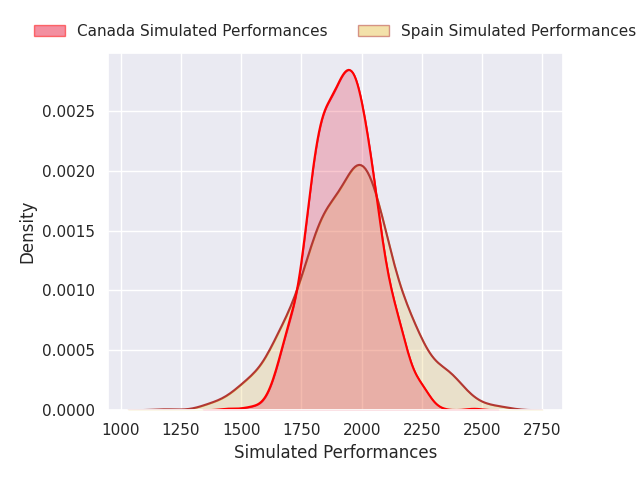 Canada Simulated Performances Spain Simulated Performances
Density
0.0025
0.0020
0.0015
0.0010
0.0005
0.0000
1000 1250 1500 1750 2000 2250 2500 2750
Simulated Performances